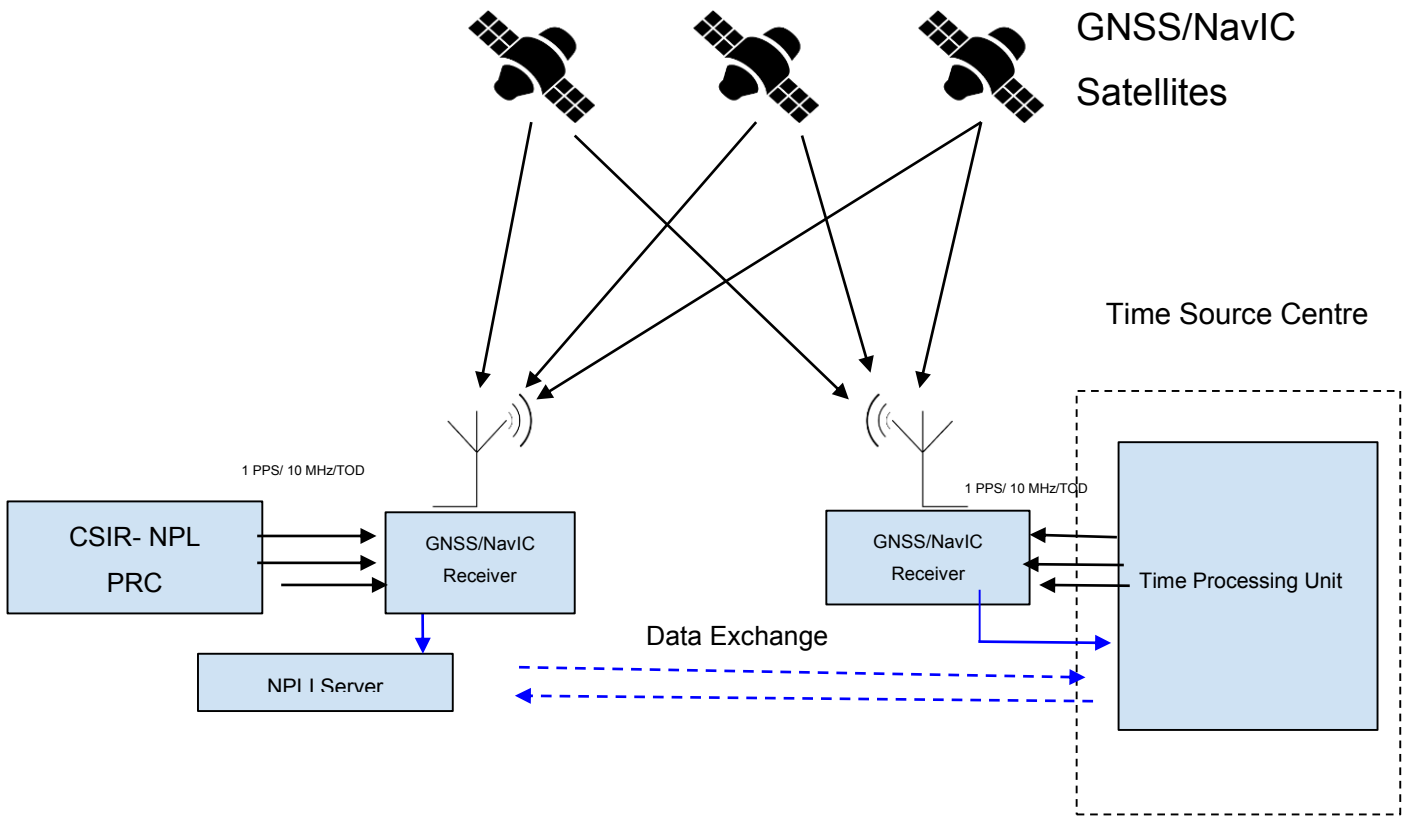 GNSS/NavIC
Satellites
Time Source Centre
1 PPS/ 10 MHz/TOD
1 PPS/ 10 MHz/TOD
CSIR- NPL
PRC
GNSS/NavIC
Receiver
GNSS/NavIC
Receiver
Time Processing Unit
Data Exchange
NPLI Server